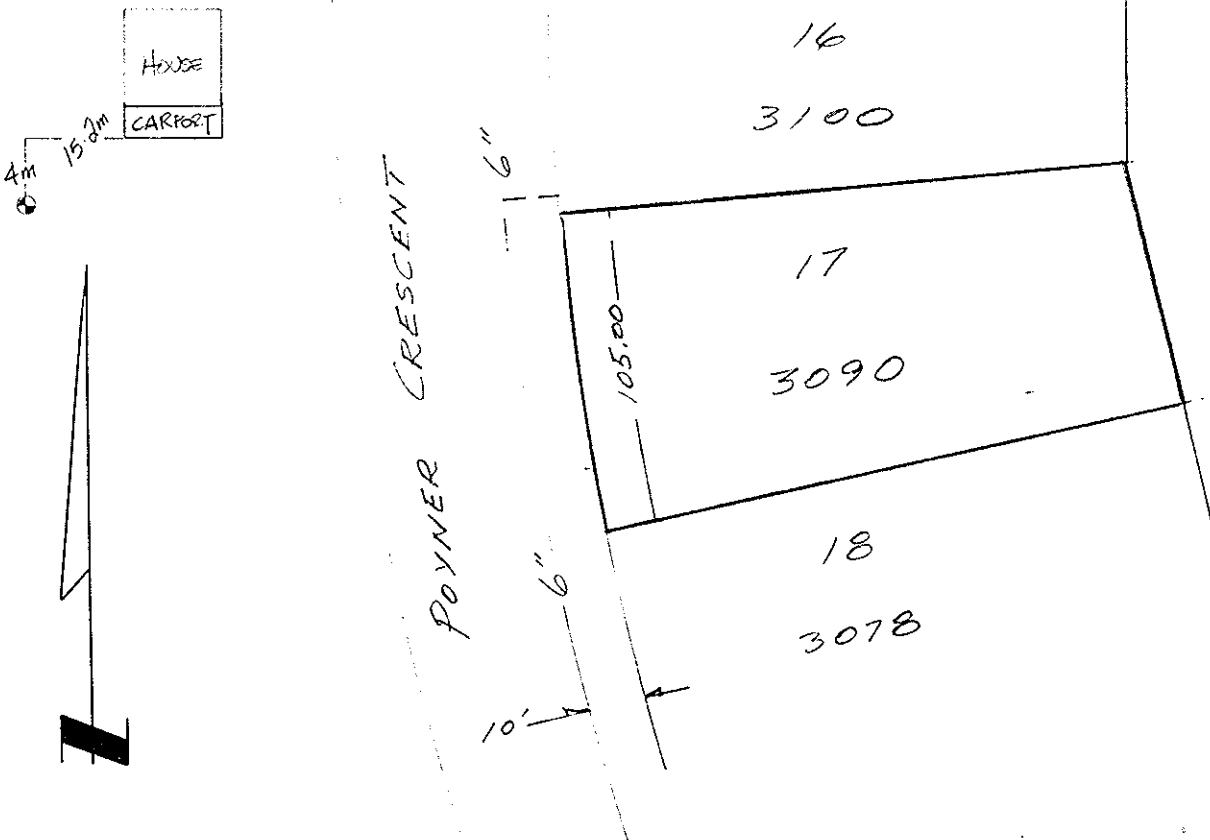 HOUSE
CARPORT
15.2m
4m
16
3100
6"
POYNER CRESCENT
17
105.00
3090
6"
18
3078
10'
N